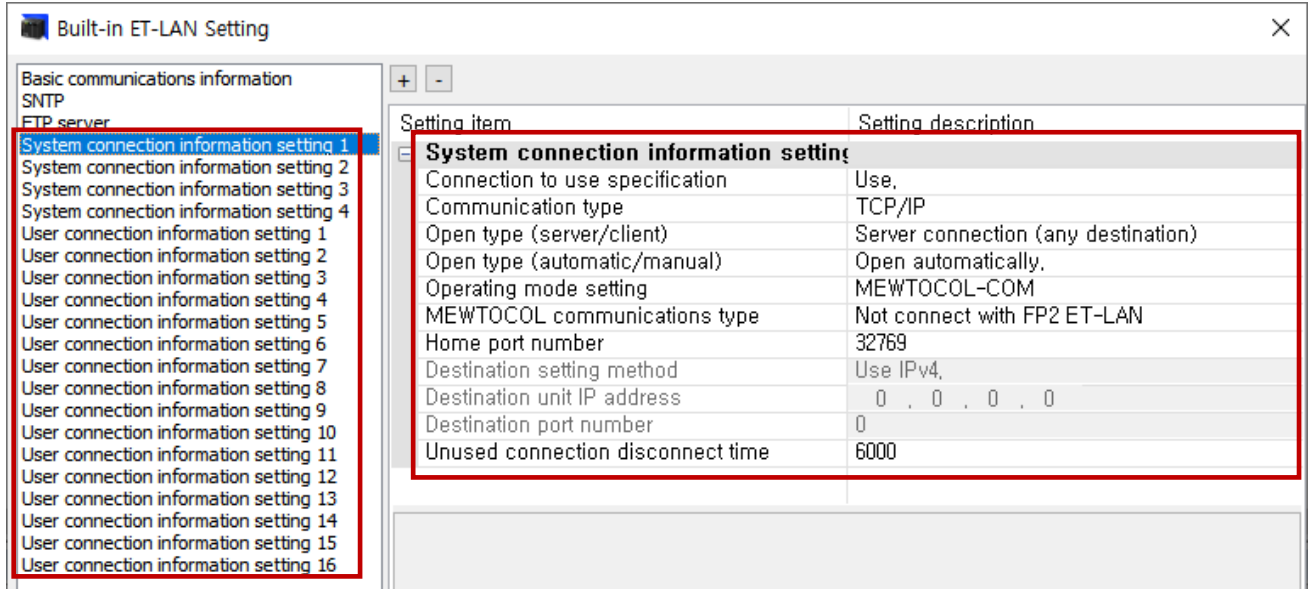 Built-in ET-LAN Setting
Basic communications information
SNTP
FTP server
System connection information setting 1
System connection information setting 2
System connection information setting 3
System connection information setting 4
User connection information setting 1
User connection information setting 2
User connection information setting 3
User connection information setting 4
User connection information setting 5
User connection information setting 6
User connection information setting 7
User connection information setting 8
User connection information setting 9
User connection information setting 10
User connection information setting 11
User connection information setting 12
User connection information setting 13
User connection information setting 14
User connection information setting 15
User connection information setting 16
+ -
Setting item Setting description
System connection information setting
Connection to use specification Use,
Communication type TCP/IP
Open type (server/client) Server connection (any destination)
Open type (automatic/manual) Open automatically,
Operating mode setting MEWTOCOL-COM
MEWTOCOL communications type Not connect with FP2 ET-LAN
Home port number 32769
Destination setting method Use IPv4,
Destination unit IP address 0 . 0 . 0 . 0
Destination port number 0
Unused connection disconnect time 6000